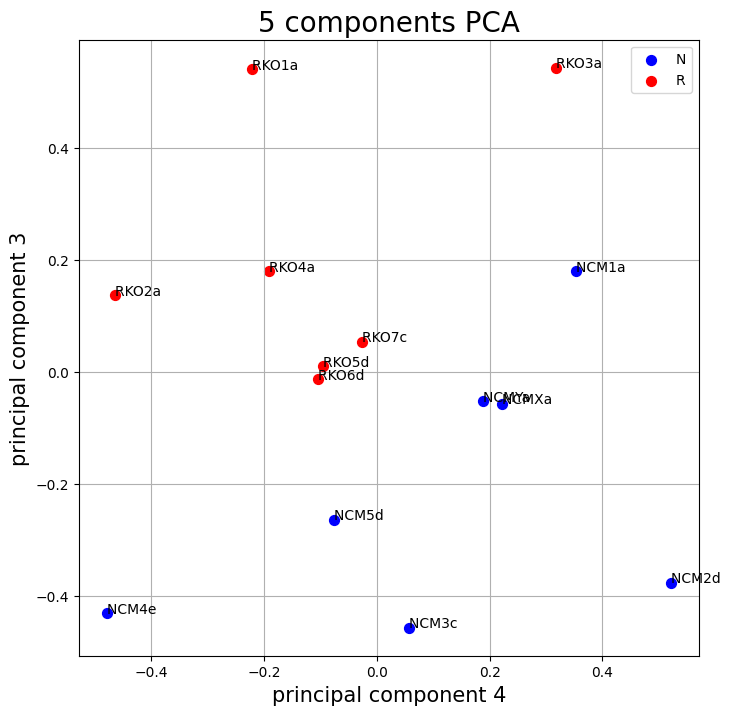 5 components PCA
N
R
RKO1a
RKO3a
NCM1a
RKO4a
RKO2a
RKO7c
RKO5d
RKO6d
NCMYa
NCMXa
NCM5d
NCM2d
NCM4e
NCM3c
0.4
0.2
0.0
−0.2
−0.4
principal component 3
−0.4
−0.2
0.0
0.2
0.4
principal component 4